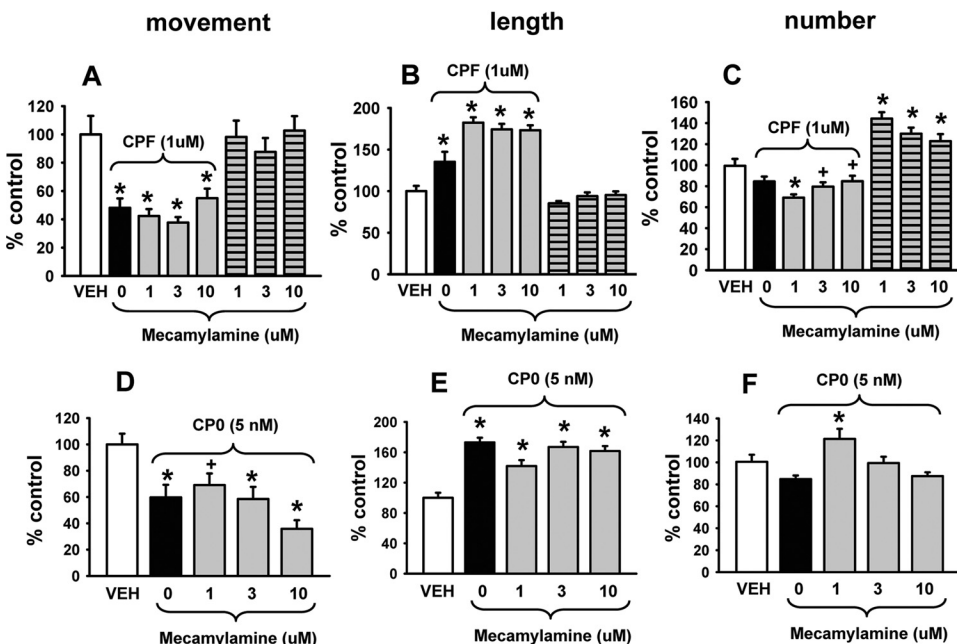 movement length number
A
CPF (1uM)
% control
120
100
80
60
40
20
0
* * * *
VEH 0 1 3 10 1 3 10
Mecamylamine (uM)
B
CPF (1uM)
% control
200
150
100
50
0
* * * *
VEH 0 1 3 10 1 3 10
Mecamylamine (uM)
C
CPF (1uM)
% control
160
140
120
100
80
60
40
20
0
* + + * * *
VEH 0 1 3 10 1 3 10
Mecamylamine (uM)
D
CP0 (5 nM)
% control
120
100
80
60
40
20
0
* + * *
VEH 0 1 3 10
Mecamylamine (uM)
E
CP0 (5 nM)
% control
200
160
120
80
40
0
* * * *
VEH 0 1 3 10
Mecamylamine (uM)
F
CP0 (5 nM)
% control
140
120
100
80
60
40
20
0
*
VEH 0 1 3 10
Mecamylamine (uM)